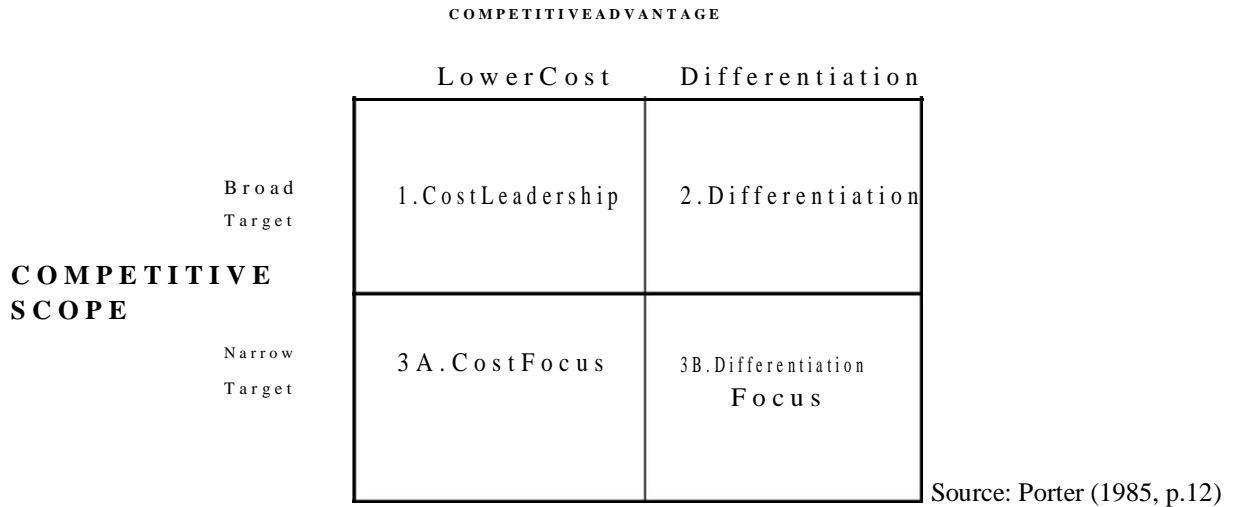 COMPETITIVEADVANTAGE
LowerCost Differentiation
Broad
Target
1.CostLeadership 2.Differentiation
COMPETITIVE
SCOPE
Narrow
Target
3A.CostFocus 3B.Differentiation
Focus
Source: Porter (1985, p.12)